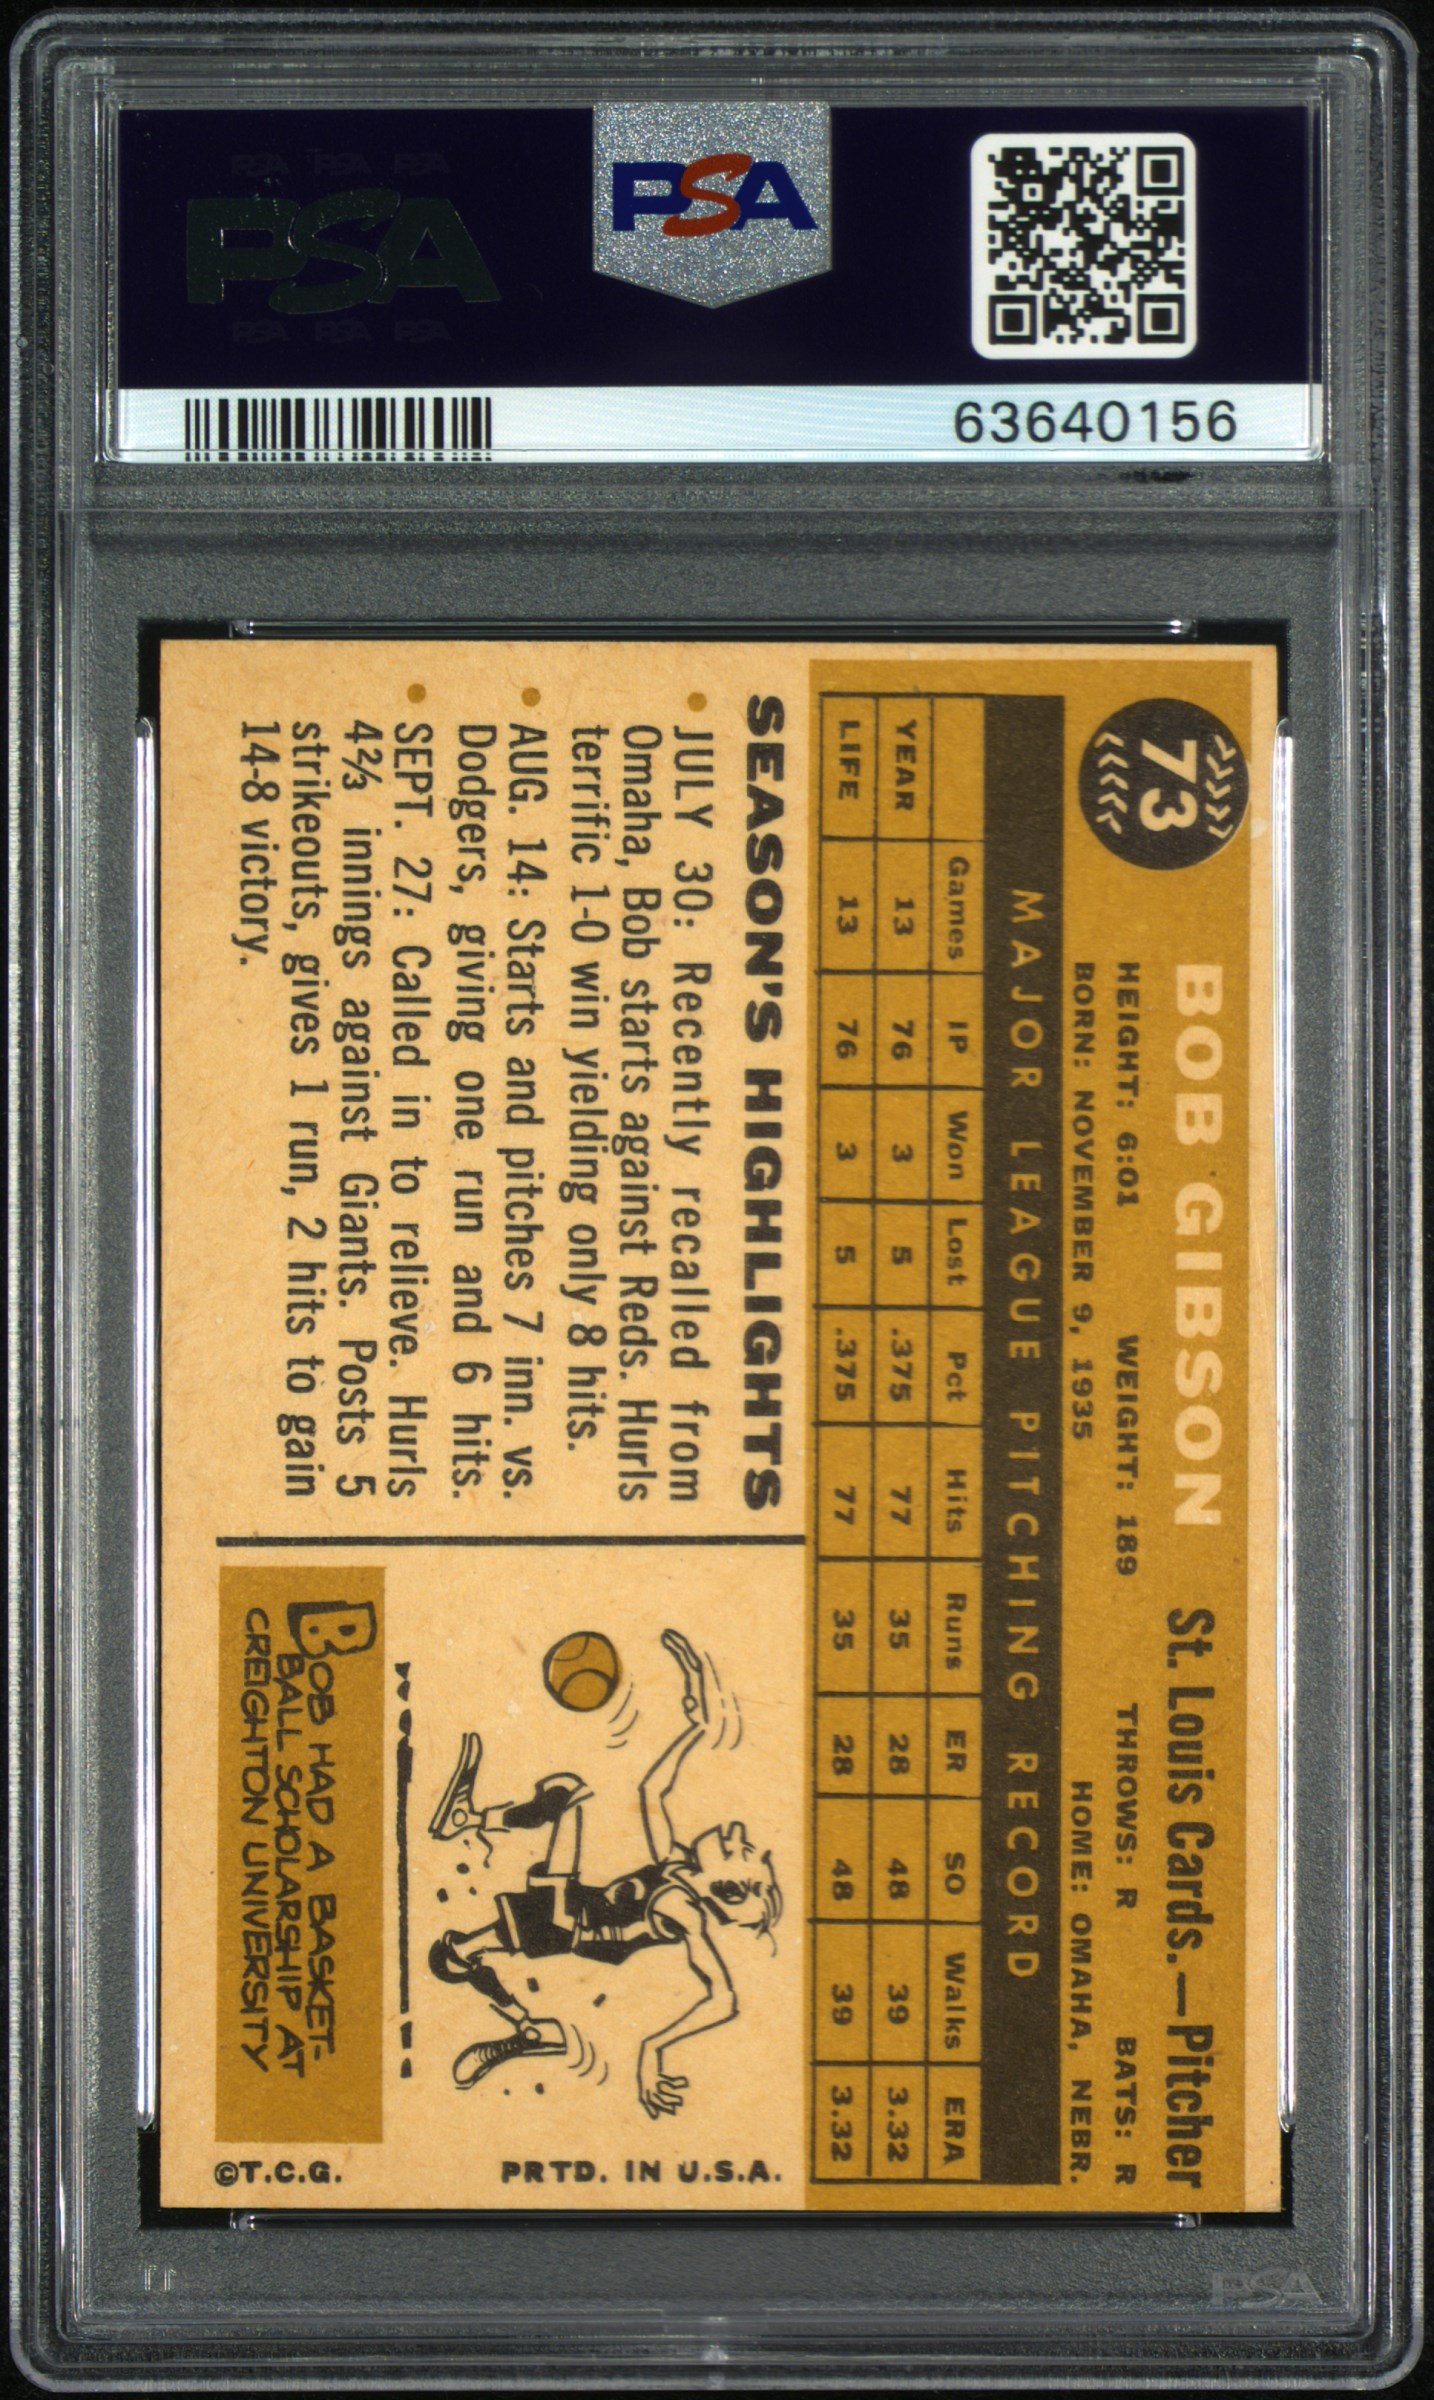 PSA PSA PSA
PSA
PSA PSA PSA
PSA
63640156
73
BOB GIBSON St. Louis Cards.—Pitcher
HEIGHT: 6:01 WEIGHT: 189 THROWS: R BATS: R
BORN: NOVEMBER 9, 1935 HOME: OMAHA, NEBR.
MAJOR LEAGUE PITCHING RECORD
Games IP Won Lost Pct Hits Runs ER SO Walks ERA
YEAR 13 76 3 5 .375 77 35 28 48 39 3.32
LIFE 13 76 3 5 .375 77 35 28 48 39 3.32
SEASON'S HIGHLIGHTS
• JULY 30: Recently recalled from
Omaha, Bob starts against Reds. Hurls
terrific 1-0 win yielding only 8 hits.
• AUG. 14: Starts and pitches 7 inn. vs.
Dodgers, giving one run and 6 hits.
• SEPT. 27: Called in to relieve. Hurls
4⅔ innings against Giants. Posts 5
strikeouts, gives 1 run, 2 hits to gain
14-8 victory.
BOB HAD A BASKET-
BALL SCHOLARSHIP AT
CREIGHTON UNIVERSITY
©T.C.G. PRTD. IN U.S.A.
PSA